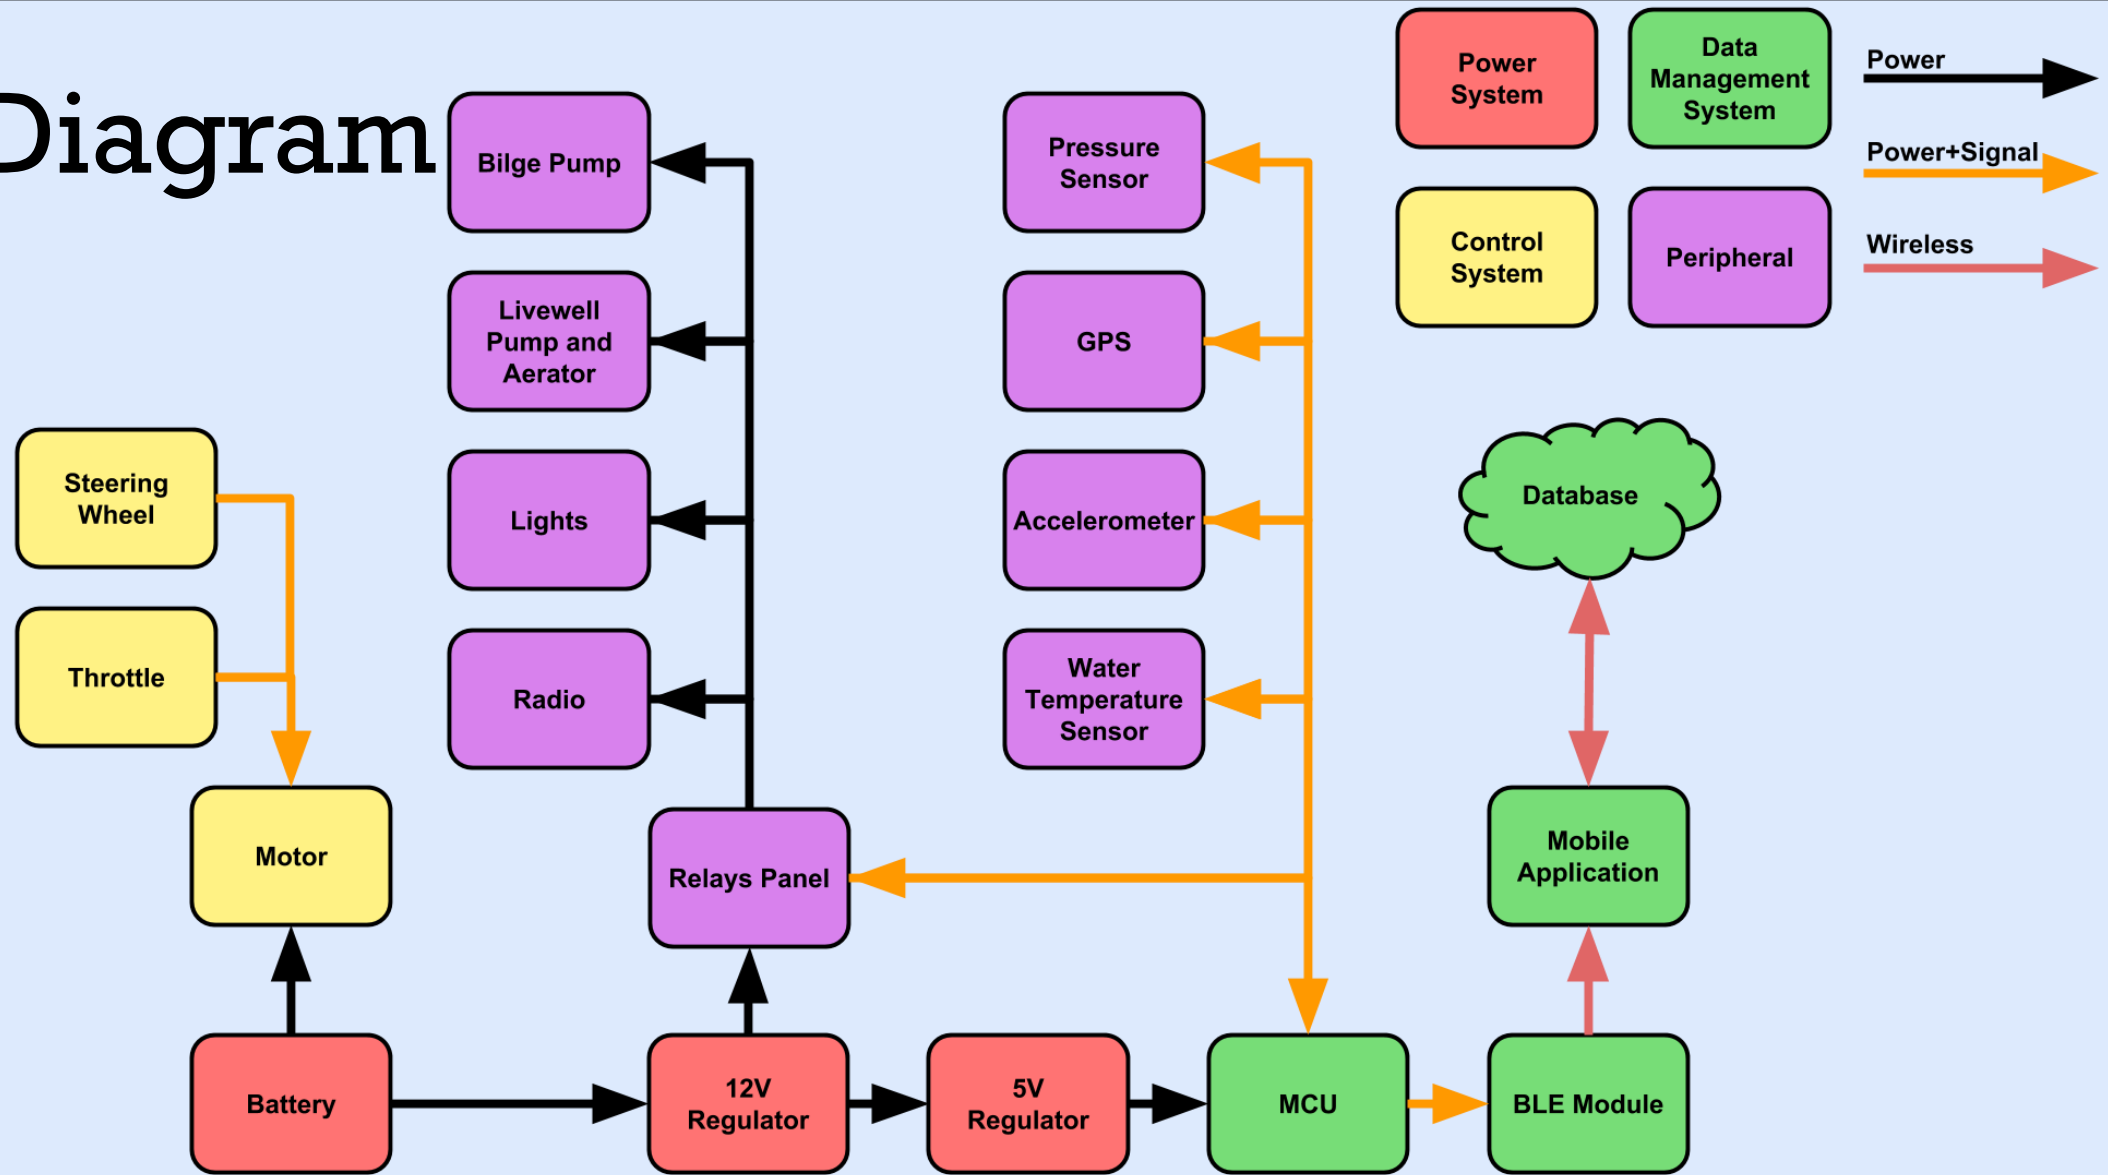 Diagram
Power
System
Data
Management
System
Power
Power+Signal
Control
System
Peripheral
Wireless
Bilge Pump
Pressure
Sensor
Livewell
Pump and
Aerator
GPS
Steering
Wheel
Lights
Accelerometer
Database
Throttle
Radio
Water
Temperature
Sensor
Motor
Relays Panel
Mobile
Application
Battery
12V
Regulator
5V
Regulator
MCU
BLE Module